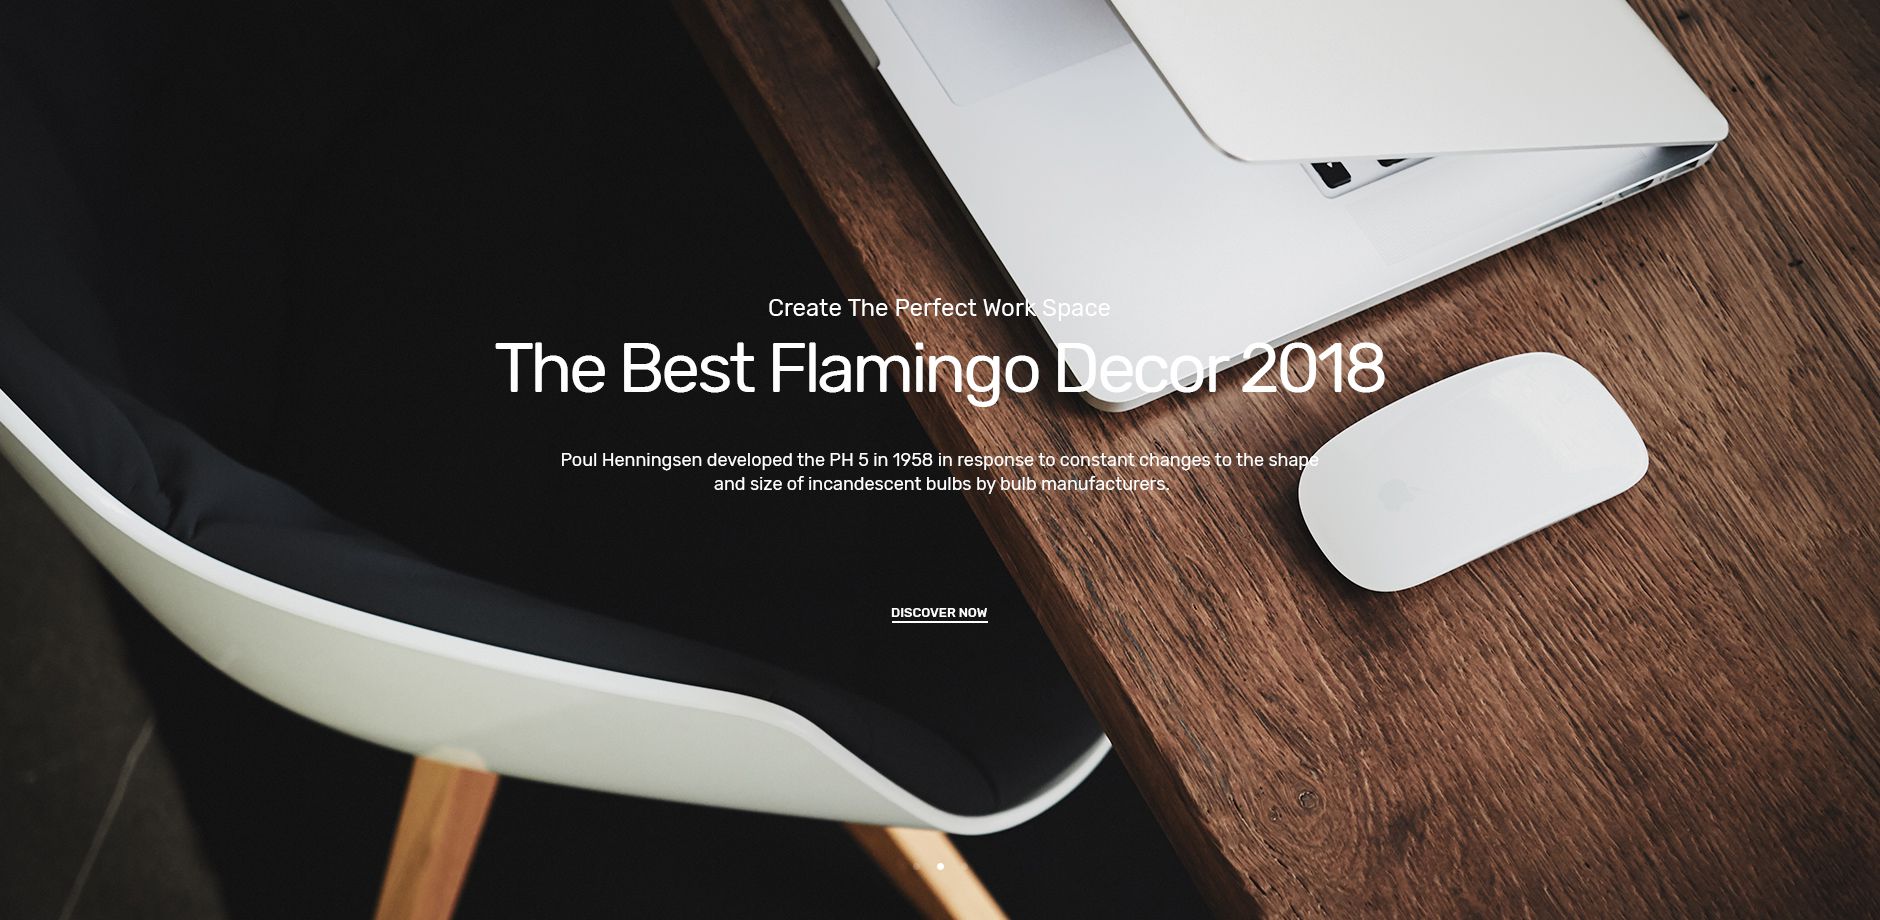 Create The Perfect Work Space
The Best Flamingo Decor 2018
Poul Henningsen developed the PH 5 in 1958 in response to constant changes to the shape
and size of incandescent bulbs by bulb manufacturers.
DISCOVER NOW